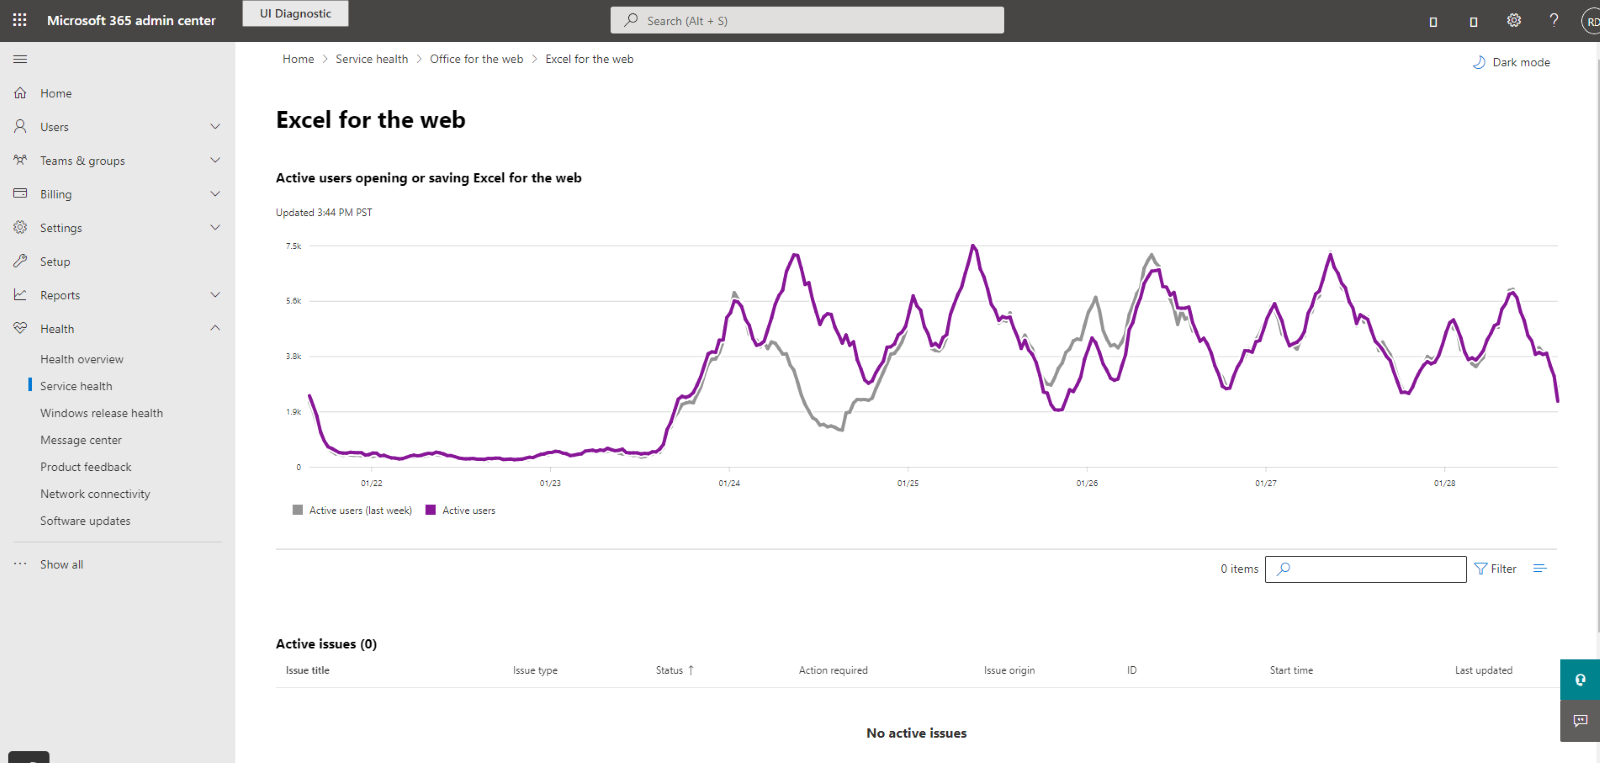 Microsoft 365 admin center
UI Diagnostic
Search (Alt + S)
?
RD
Home > Service health > Office for the web > Excel for the web
Dark mode
Home
Users
Teams & groups
Billing
Settings
Setup
Reports
Health
Health overview
Service health
Windows release health
Message center
Product feedback
Network connectivity
Software updates
Show all
Excel for the web
Active users opening or saving Excel for the web
Updated 3:44 PM PST
7.5k
5.6k
3.8k
1.9k
0
01/22 01/23 01/24 01/25 01/26 01/27 01/28
Active users (last week) Active users
0 items
Filter
Active issues (0)
Issue title Issue type Status ↑ Action required Issue origin ID Start time Last updated
No active issues